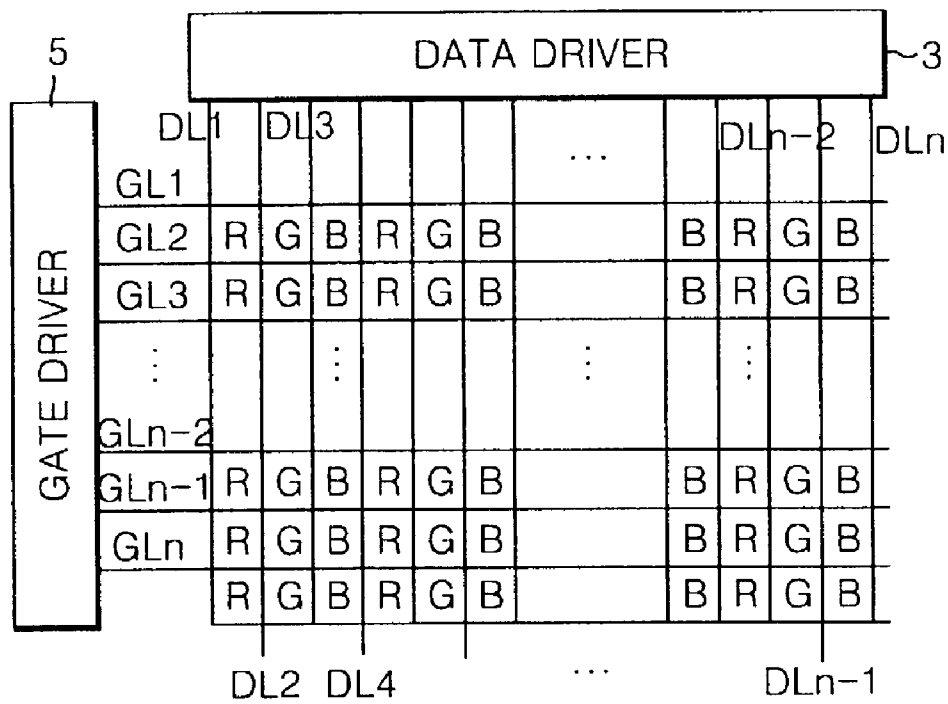 5
DATA DRIVER
3
DL1 DL3 ... DLn-2 DLn
GATE DRIVER
GL1
GL2 R G B R G B B R G B
GL3 R G B R G B B R G B
⋮ ⋮ ⋮ ⋮
GLn-2
GLn-1 R G B R G B B R G B
GLn R G B R G B B R G B
R G B R G B B R G B
DL2 DL4 ... DLn-1